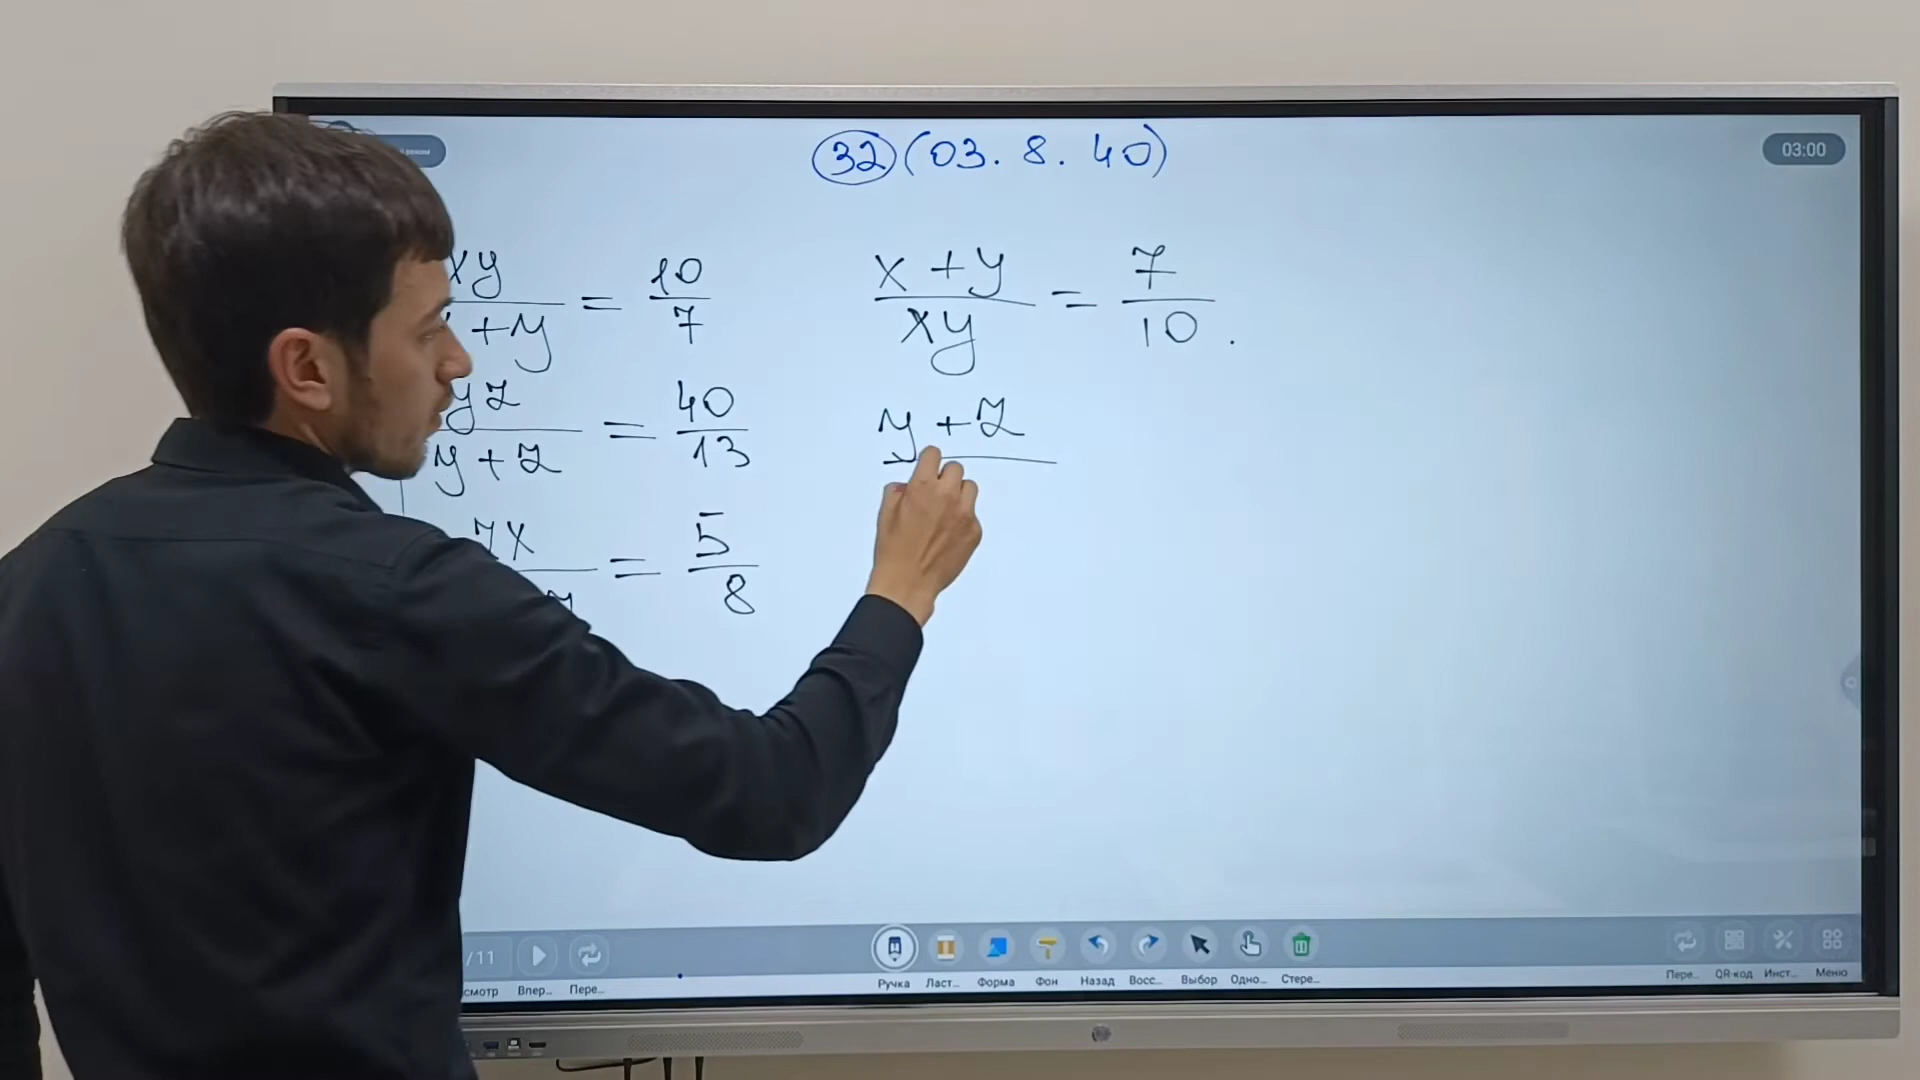 32 (03. 8. 40)
03:00
xy / +y = 10 / 7
x + y / xy = 7 / 10.
yz / y + z = 40 / 13
y + z
zx / z = 5 / 8
/11
смотр Впер... Пере...
Ручка Ласт... Форма Фон Назад Восс... Выбор Одно... Стере...
Пере... QR-код Инст... Меню